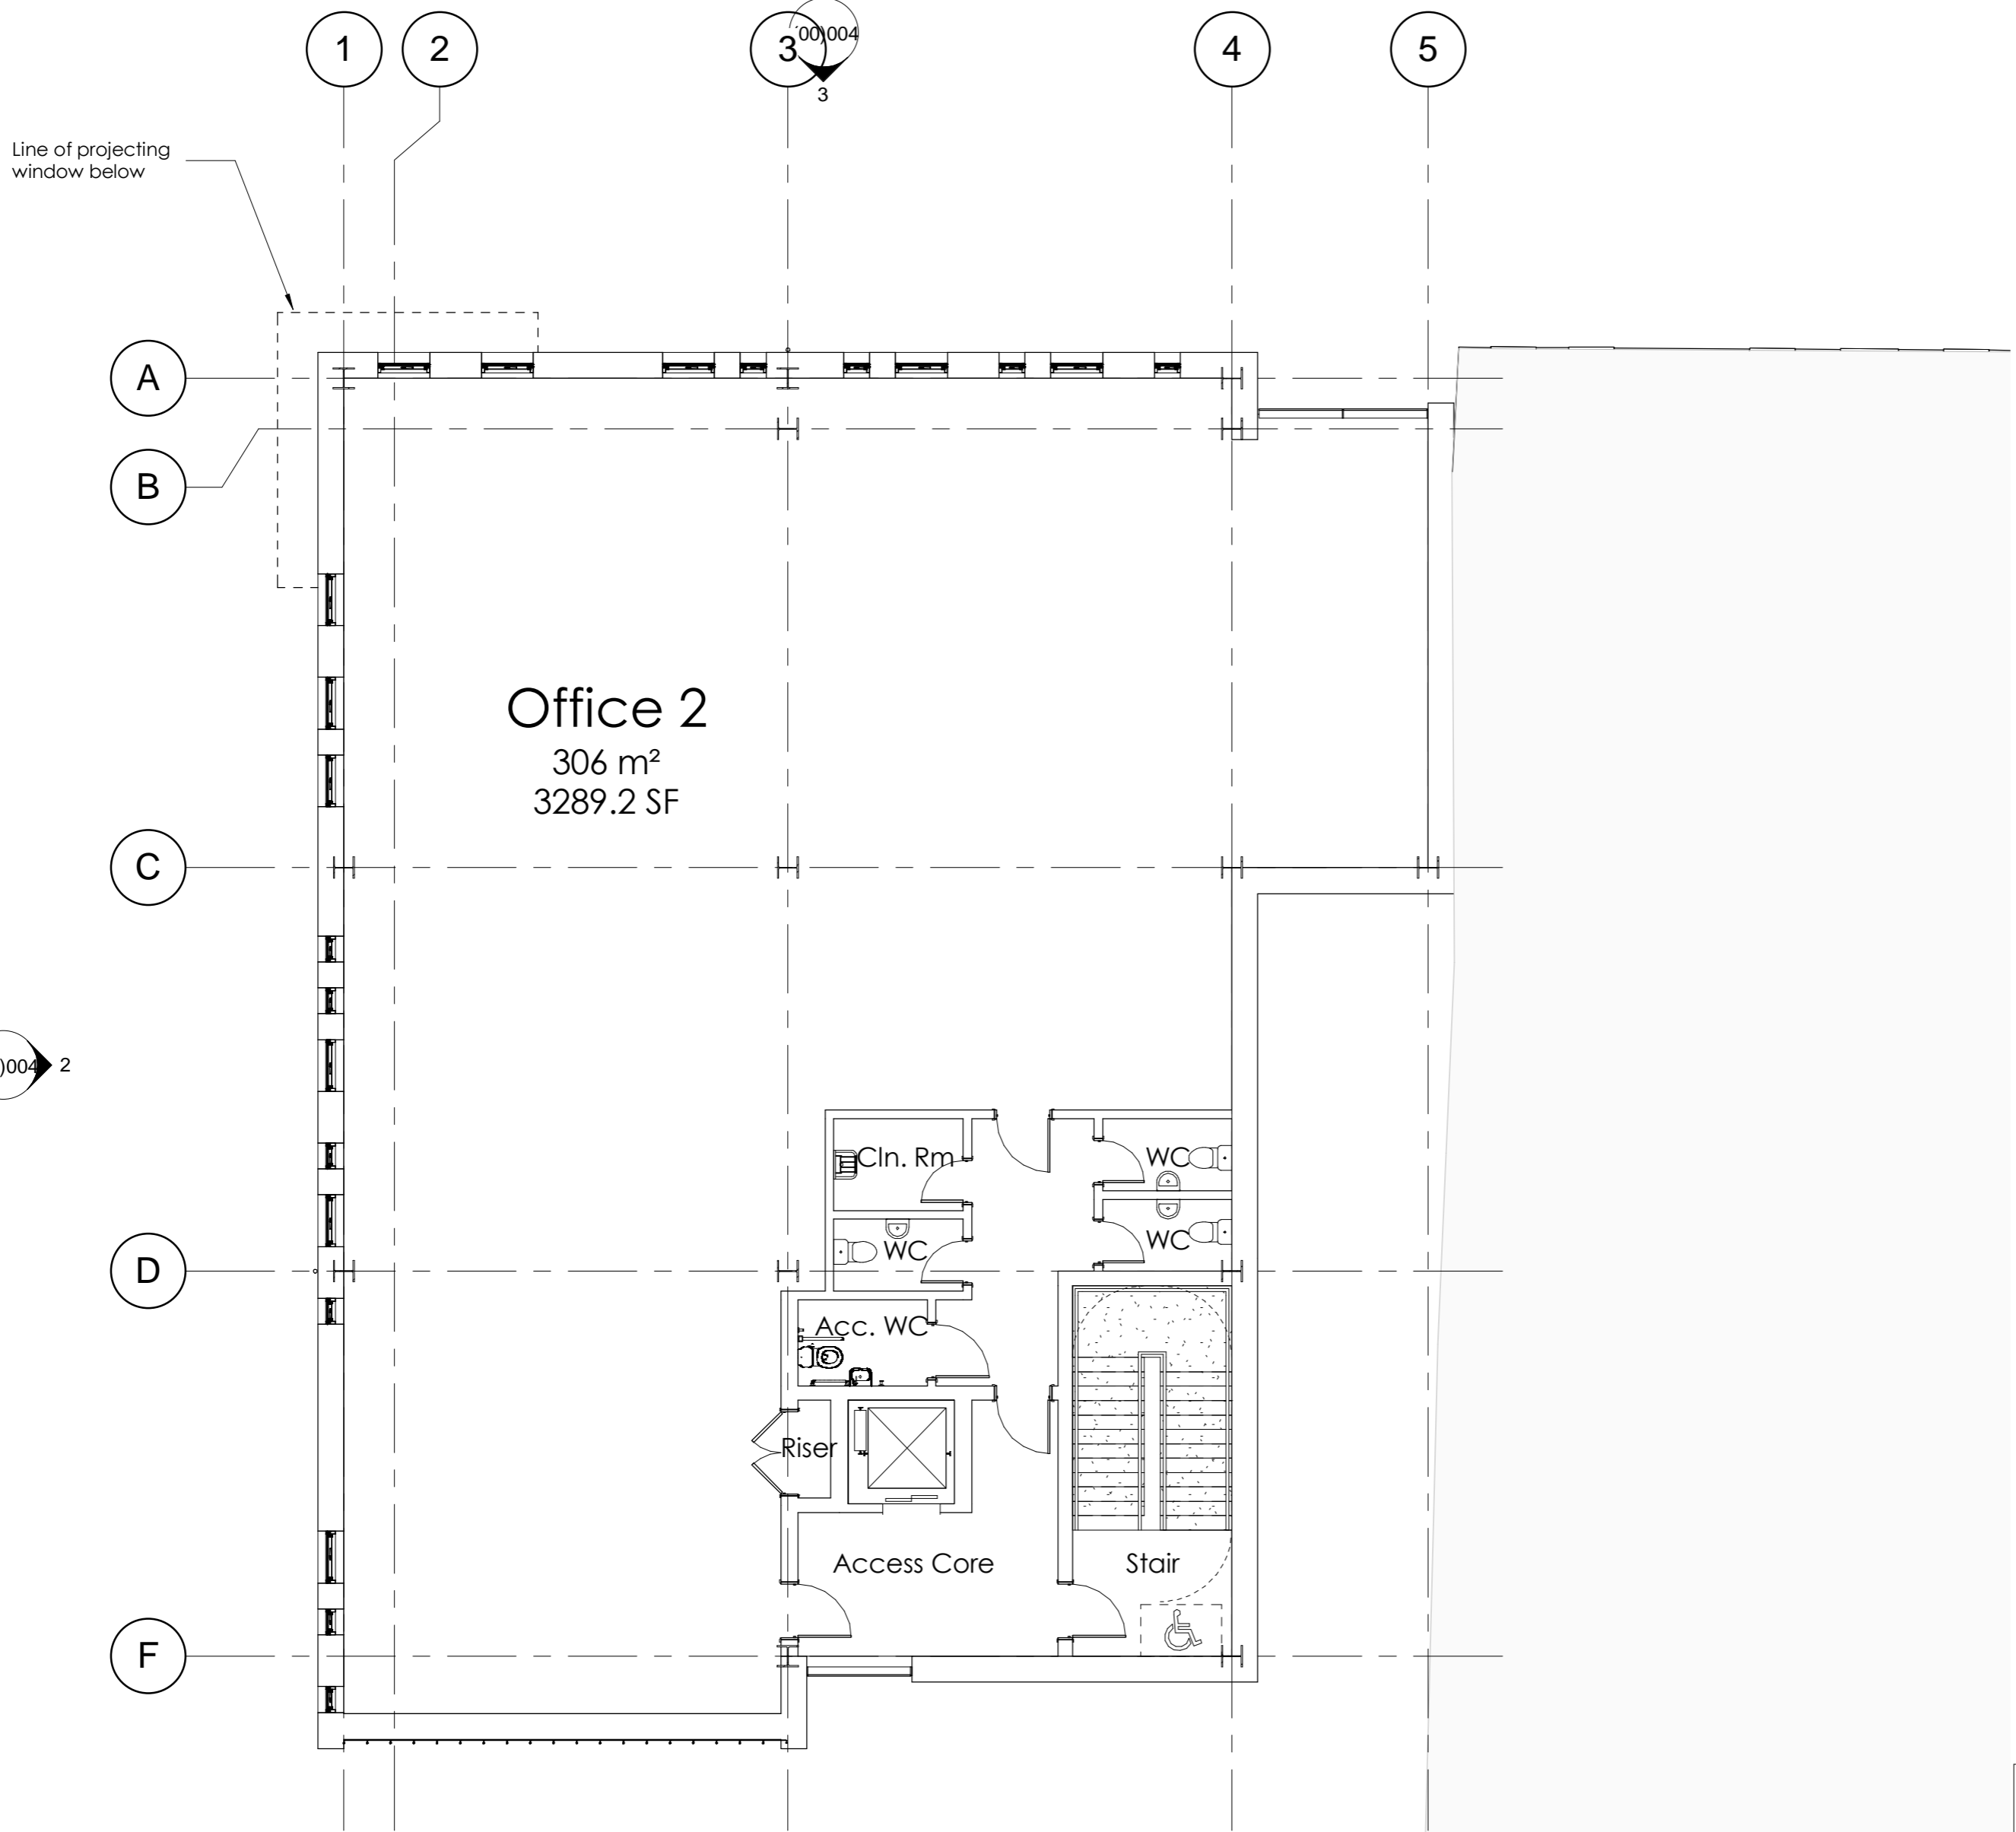 1
2
3
00)004
4
5
3
Line of projecting
window below
A
B
Office 2
306 m²
3289.2 SF
C
)004
2
Cln. Rm
WC
WC
WC
D
Acc. WC
Riser
Access Core
Stair
F